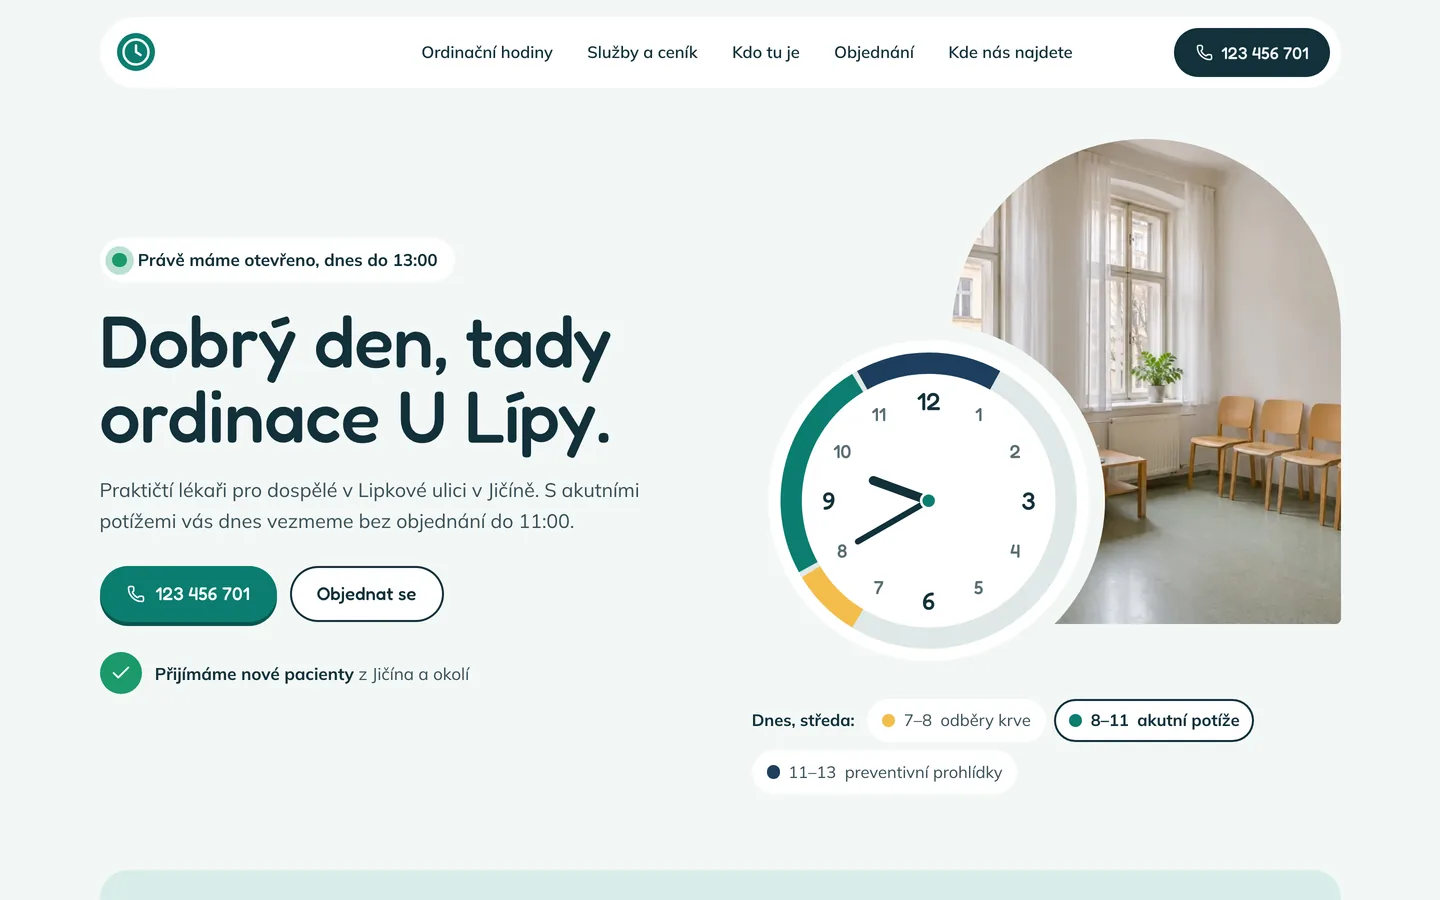 Ordinační hodiny
Služby a ceník
Kdo tu je
Objednání
Kde nás najdete
123 456 701
Právě máme otevřeno, dnes do 13:00
Dobrý den, tady
ordinace U Lípy.
Praktičtí lékaři pro dospělé v Lipkové ulici v Jičíně. S akutními
potížemi vás dnes vezmeme bez objednání do 11:00.
123 456 701
Objednat se
Přijímáme nové pacienty z Jičína a okolí
12
1
2
3
4
5
6
7
8
9
10
11
Dnes, středa:
7–8 odběry krve
8–11 akutní potíže
11–13 preventivní prohlídky